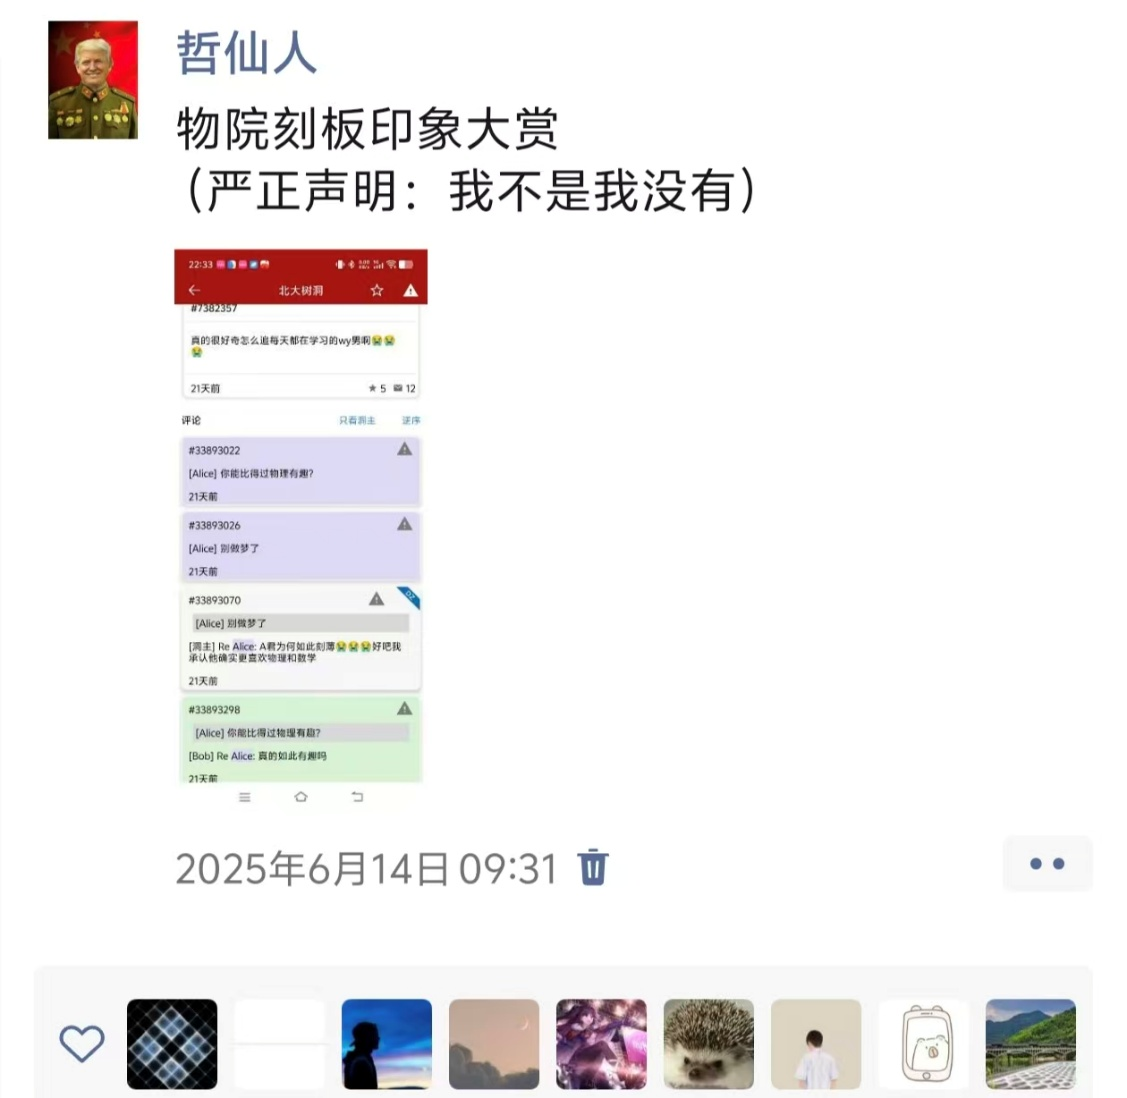 哲仙人
物院刻板印象大赏
（严正声明：我不是我没有）
22:33
北大树洞
#7382357
真的很好奇怎么追每天都在学习的wy男啊😭😭
😭
21天前 5 12
评论 只看洞主 逆序
#33893022
[Alice] 你能比得过物理有趣?
21天前
#33893026
[Alice] 别做梦了
21天前
#33893070
[Alice] 别做梦了
[洞主] Re Alice: A君为何如此刻薄😭😭😭好吧我
承认他确实更喜欢物理和数学
21天前
#33893298
[Alice] 你能比得过物理有趣?
[Bob] Re Alice: 真的如此有趣吗
21天前
2025年6月14日 09:31